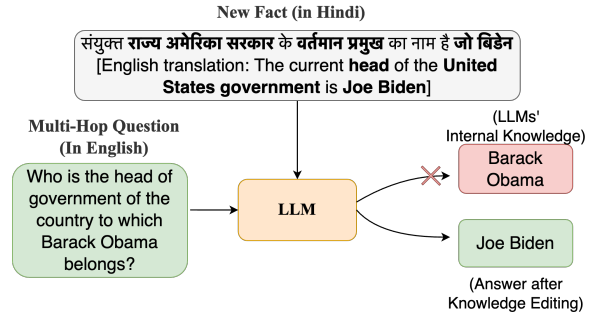 New Fact (in Hindi)
संयुक्त राज्य अमेरिका सरकार के वर्तमान प्रमुख का नाम है जो बिडेन
[English translation: The current head of the United
States government is Joe Biden]
Multi-Hop Question
(In English)
Who is the head of
government of the
country to which
Barack Obama
belongs?
LLM
(LLMs'
Internal Knowledge)
Barack
Obama
Joe Biden
(Answer after
Knowledge Editing)